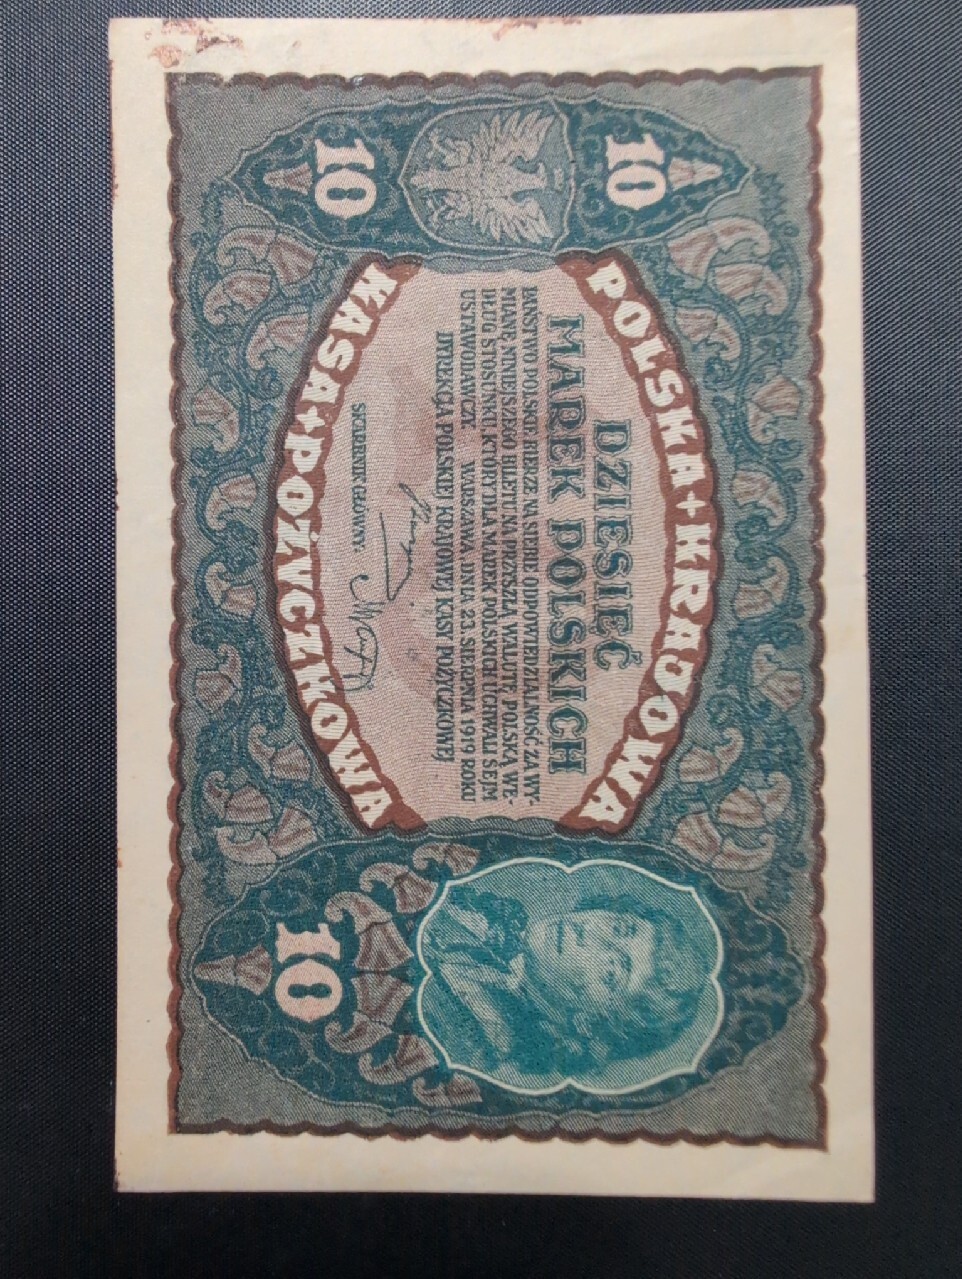 POLSKA KRAJOWA
10 10
DZIESIĘĆ
MAREK POLSKICH
PAŃSTWO POLSKIE BIERZE NA SIEBIE ODPOWIEDZIALNOŚĆ ZA WY-
MIANĘ NINIEJSZEGO BILETU NA PRZYSZŁĄ WALUTĘ POLSKĄ WE-
DŁUG STOSUNKU, KTÓRY DLA MAREK POLSKICH UCHWALI SEJM
USTAWODAWCZY. WARSZAWA, DNIA 23. SIERPNIA 1919 ROKU
DYREKCJA POLSKIEJ KRAJOWEJ KASY POŻYCZKOWEJ
SKARBNIK GŁÓWNY.
KASA POŻYCZKOWA
10